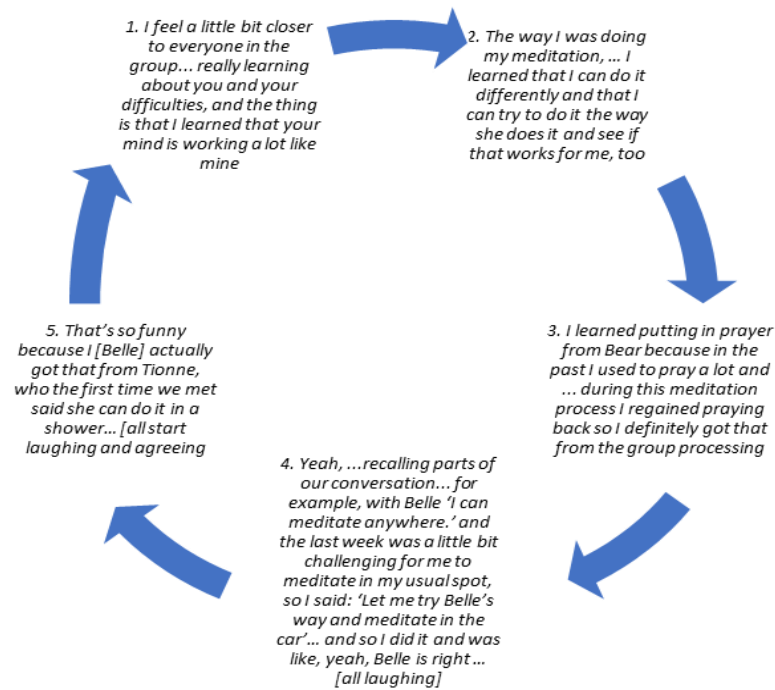 1. I feel a little bit closer
to everyone in the
group... really learning
about you and your
difficulties, and the thing
is that I learned that your
mind is working a lot like
mine
2. The way I was doing
my meditation, ... I
learned that I can do it
differently and that I
can try to do it the way
she does it and see if
that works for me, too
3. I learned putting in prayer
from Bear because in the
past I used to pray a lot and
... during this meditation
process I regained praying
back so I definitely got that
from the group processing
4. Yeah, ...recalling parts of
our conversation... for
example, with Belle ‘I can
meditate anywhere.’ and
the last week was a little bit
challenging for me to
meditate in my usual spot,
so I said: ‘Let me try Belle’s
way and meditate in the
car’... and so I did it and was
like, yeah, Belle is right ...
[all laughing]
5. That’s so funny
because I [Belle] actually
got that from Tionne,
who the first time we met
said she can do it in a
shower... [all start
laughing and agreeing